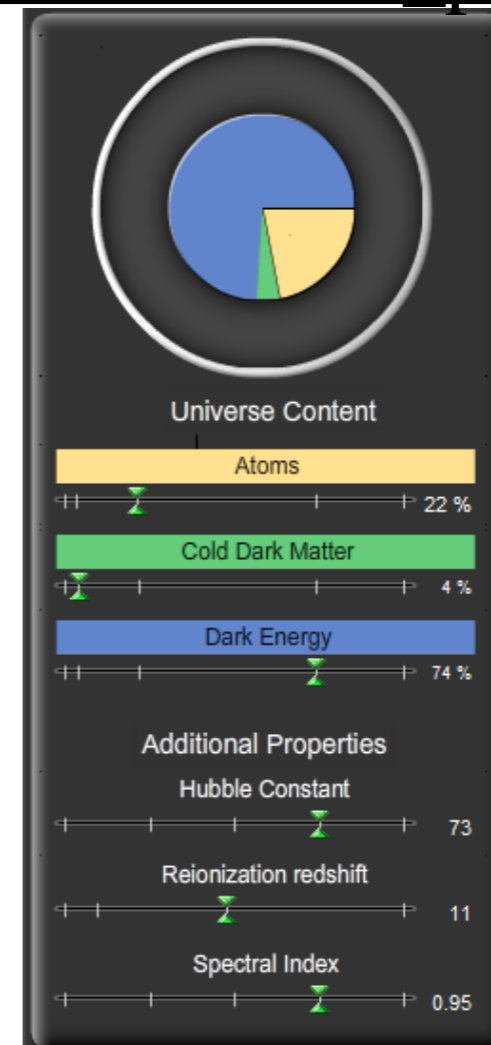 Universe Content
Atoms
22 %
Cold Dark Matter
4 %
Dark Energy
74 %
Additional Properties
Hubble Constant
73
Reionization redshift
11
Spectral Index
0.95